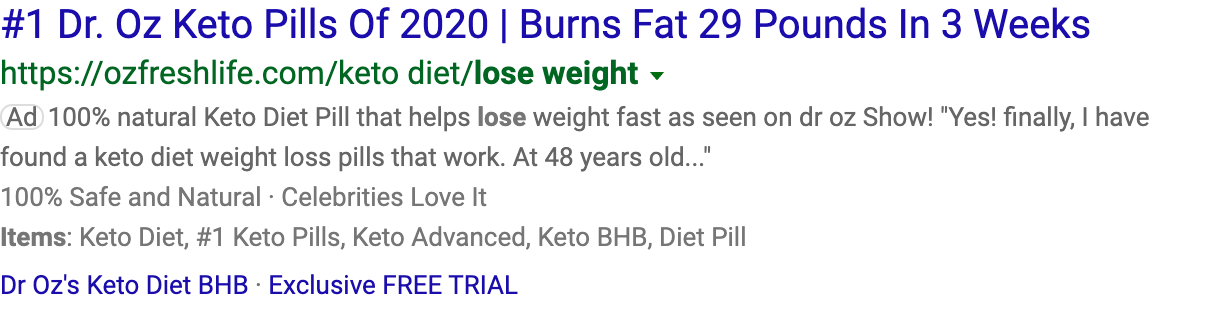 #1 Dr. Oz Keto Pills Of 2020 | Burns Fat 29 Pounds In 3 Weeks
https://ozfreshlife.com/keto diet/lose weight
Ad 100% natural Keto Diet Pill that helps lose weight fast as seen on dr oz Show! "Yes! finally, I have
found a keto diet weight loss pills that work. At 48 years old..."
100% Safe and Natural · Celebrities Love It
Items: Keto Diet, #1 Keto Pills, Keto Advanced, Keto BHB, Diet Pill
Dr Oz's Keto Diet BHB · Exclusive FREE TRIAL